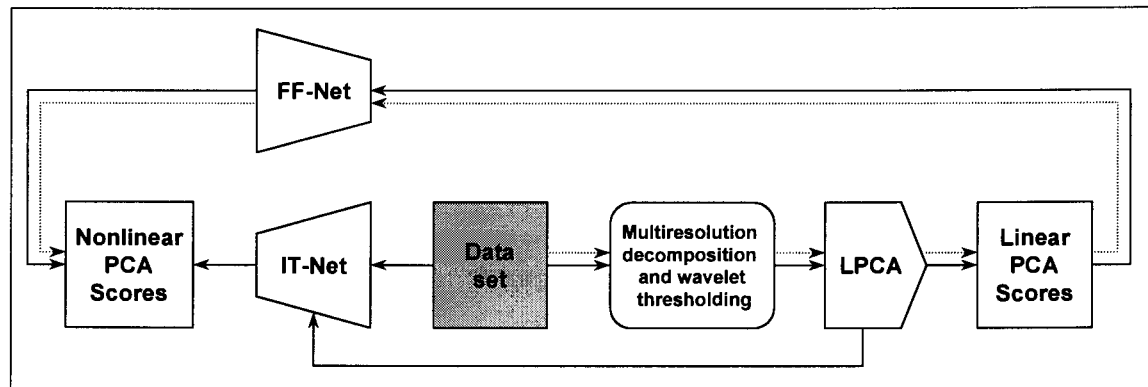 FF-Net
Nonlinear
PCA
Scores
IT-Net
Data
set
Multiresolution
decomposition
and wavelet
thresholding
LPCA
Linear
PCA
Scores